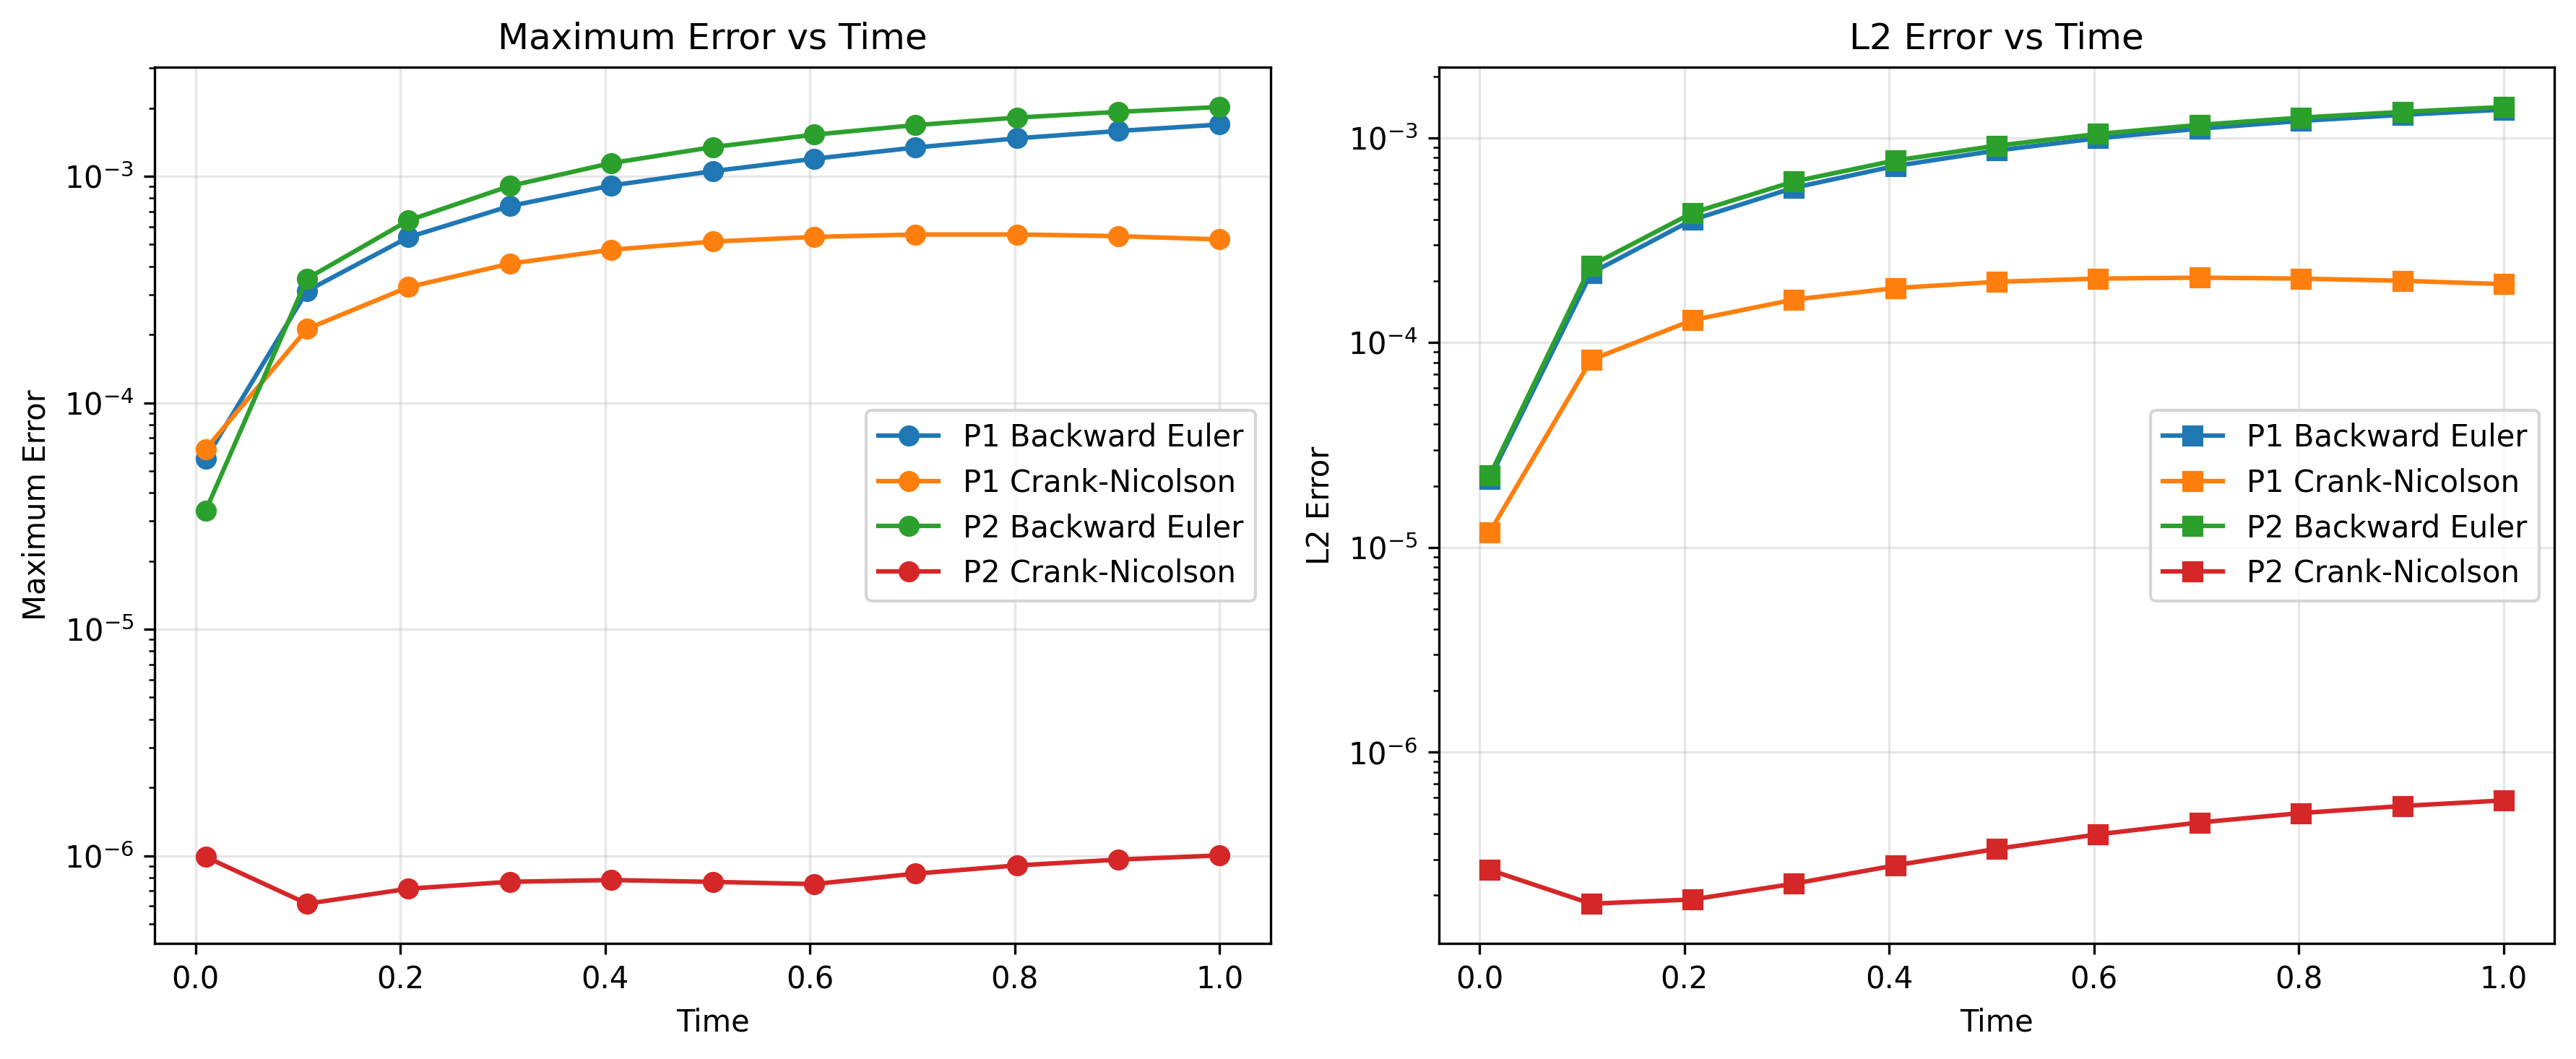 Maximum Error vs Time
Maximum Error
10⁻³
10⁻⁴
10⁻⁵
10⁻⁶
P1 Backward Euler
P1 Crank-Nicolson
P2 Backward Euler
P2 Crank-Nicolson
0.0 0.2 0.4 0.6 0.8 1.0
Time
L2 Error vs Time
L2 Error
10⁻³
10⁻⁴
10⁻⁵
10⁻⁶
P1 Backward Euler
P1 Crank-Nicolson
P2 Backward Euler
P2 Crank-Nicolson
0.0 0.2 0.4 0.6 0.8 1.0
Time